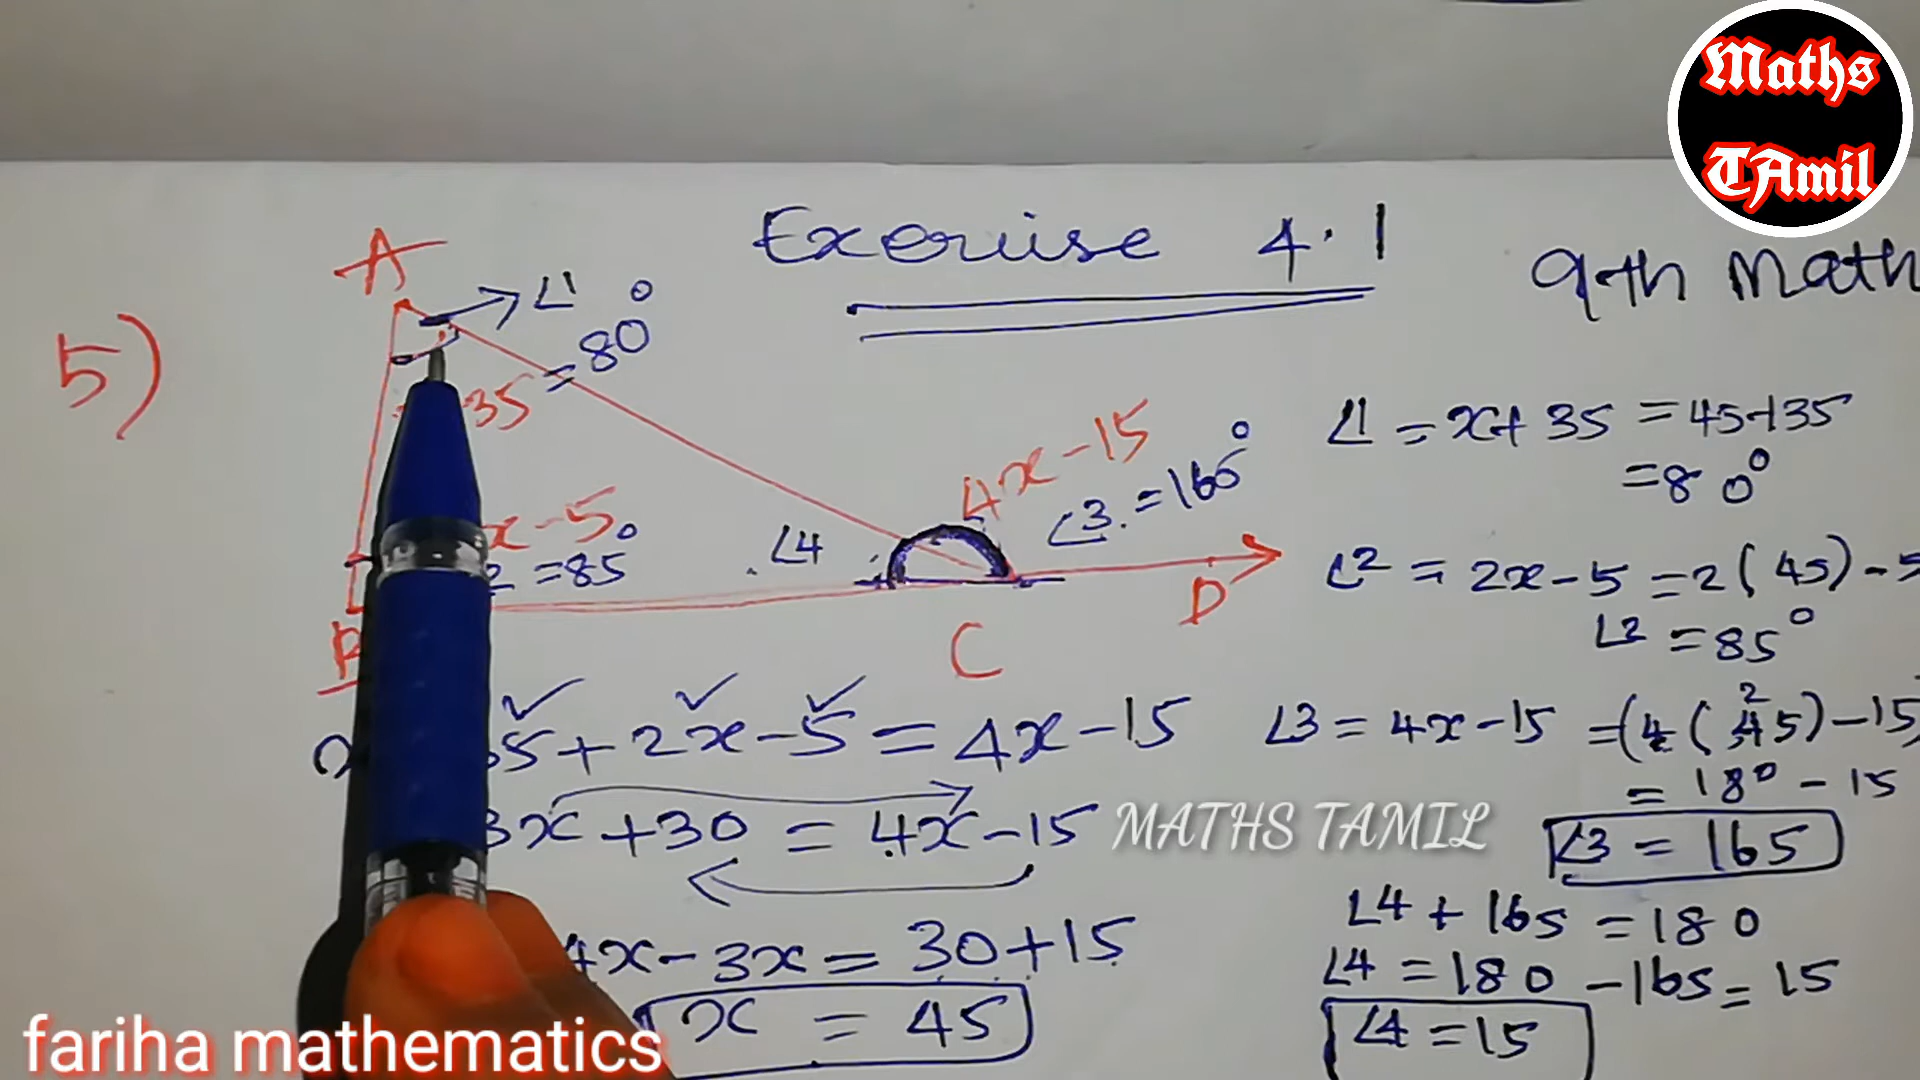 Maths
TAmil
Exercise 4.1
9th Math
5)
A
∠1
= 80°
35
4x-15
∠3. = 165°
x-5
= 85°
∠4
B
C
D
∠1 = x+35 = 45+35
= 80°
∠2 = 2x-5 = 2(45)-5
∠2 = 85°
∠3 = 4x-15 = (4(45)-15)
= 180-15
∠3 = 165
∠4+165 = 180
∠4 = 180-165 = 15
∠4 = 15
5+2x-5 = 4x-15
3x+30 = 4x-15
4x-3x = 30+15
x = 45
MATHS TAMIL
fariha mathematics